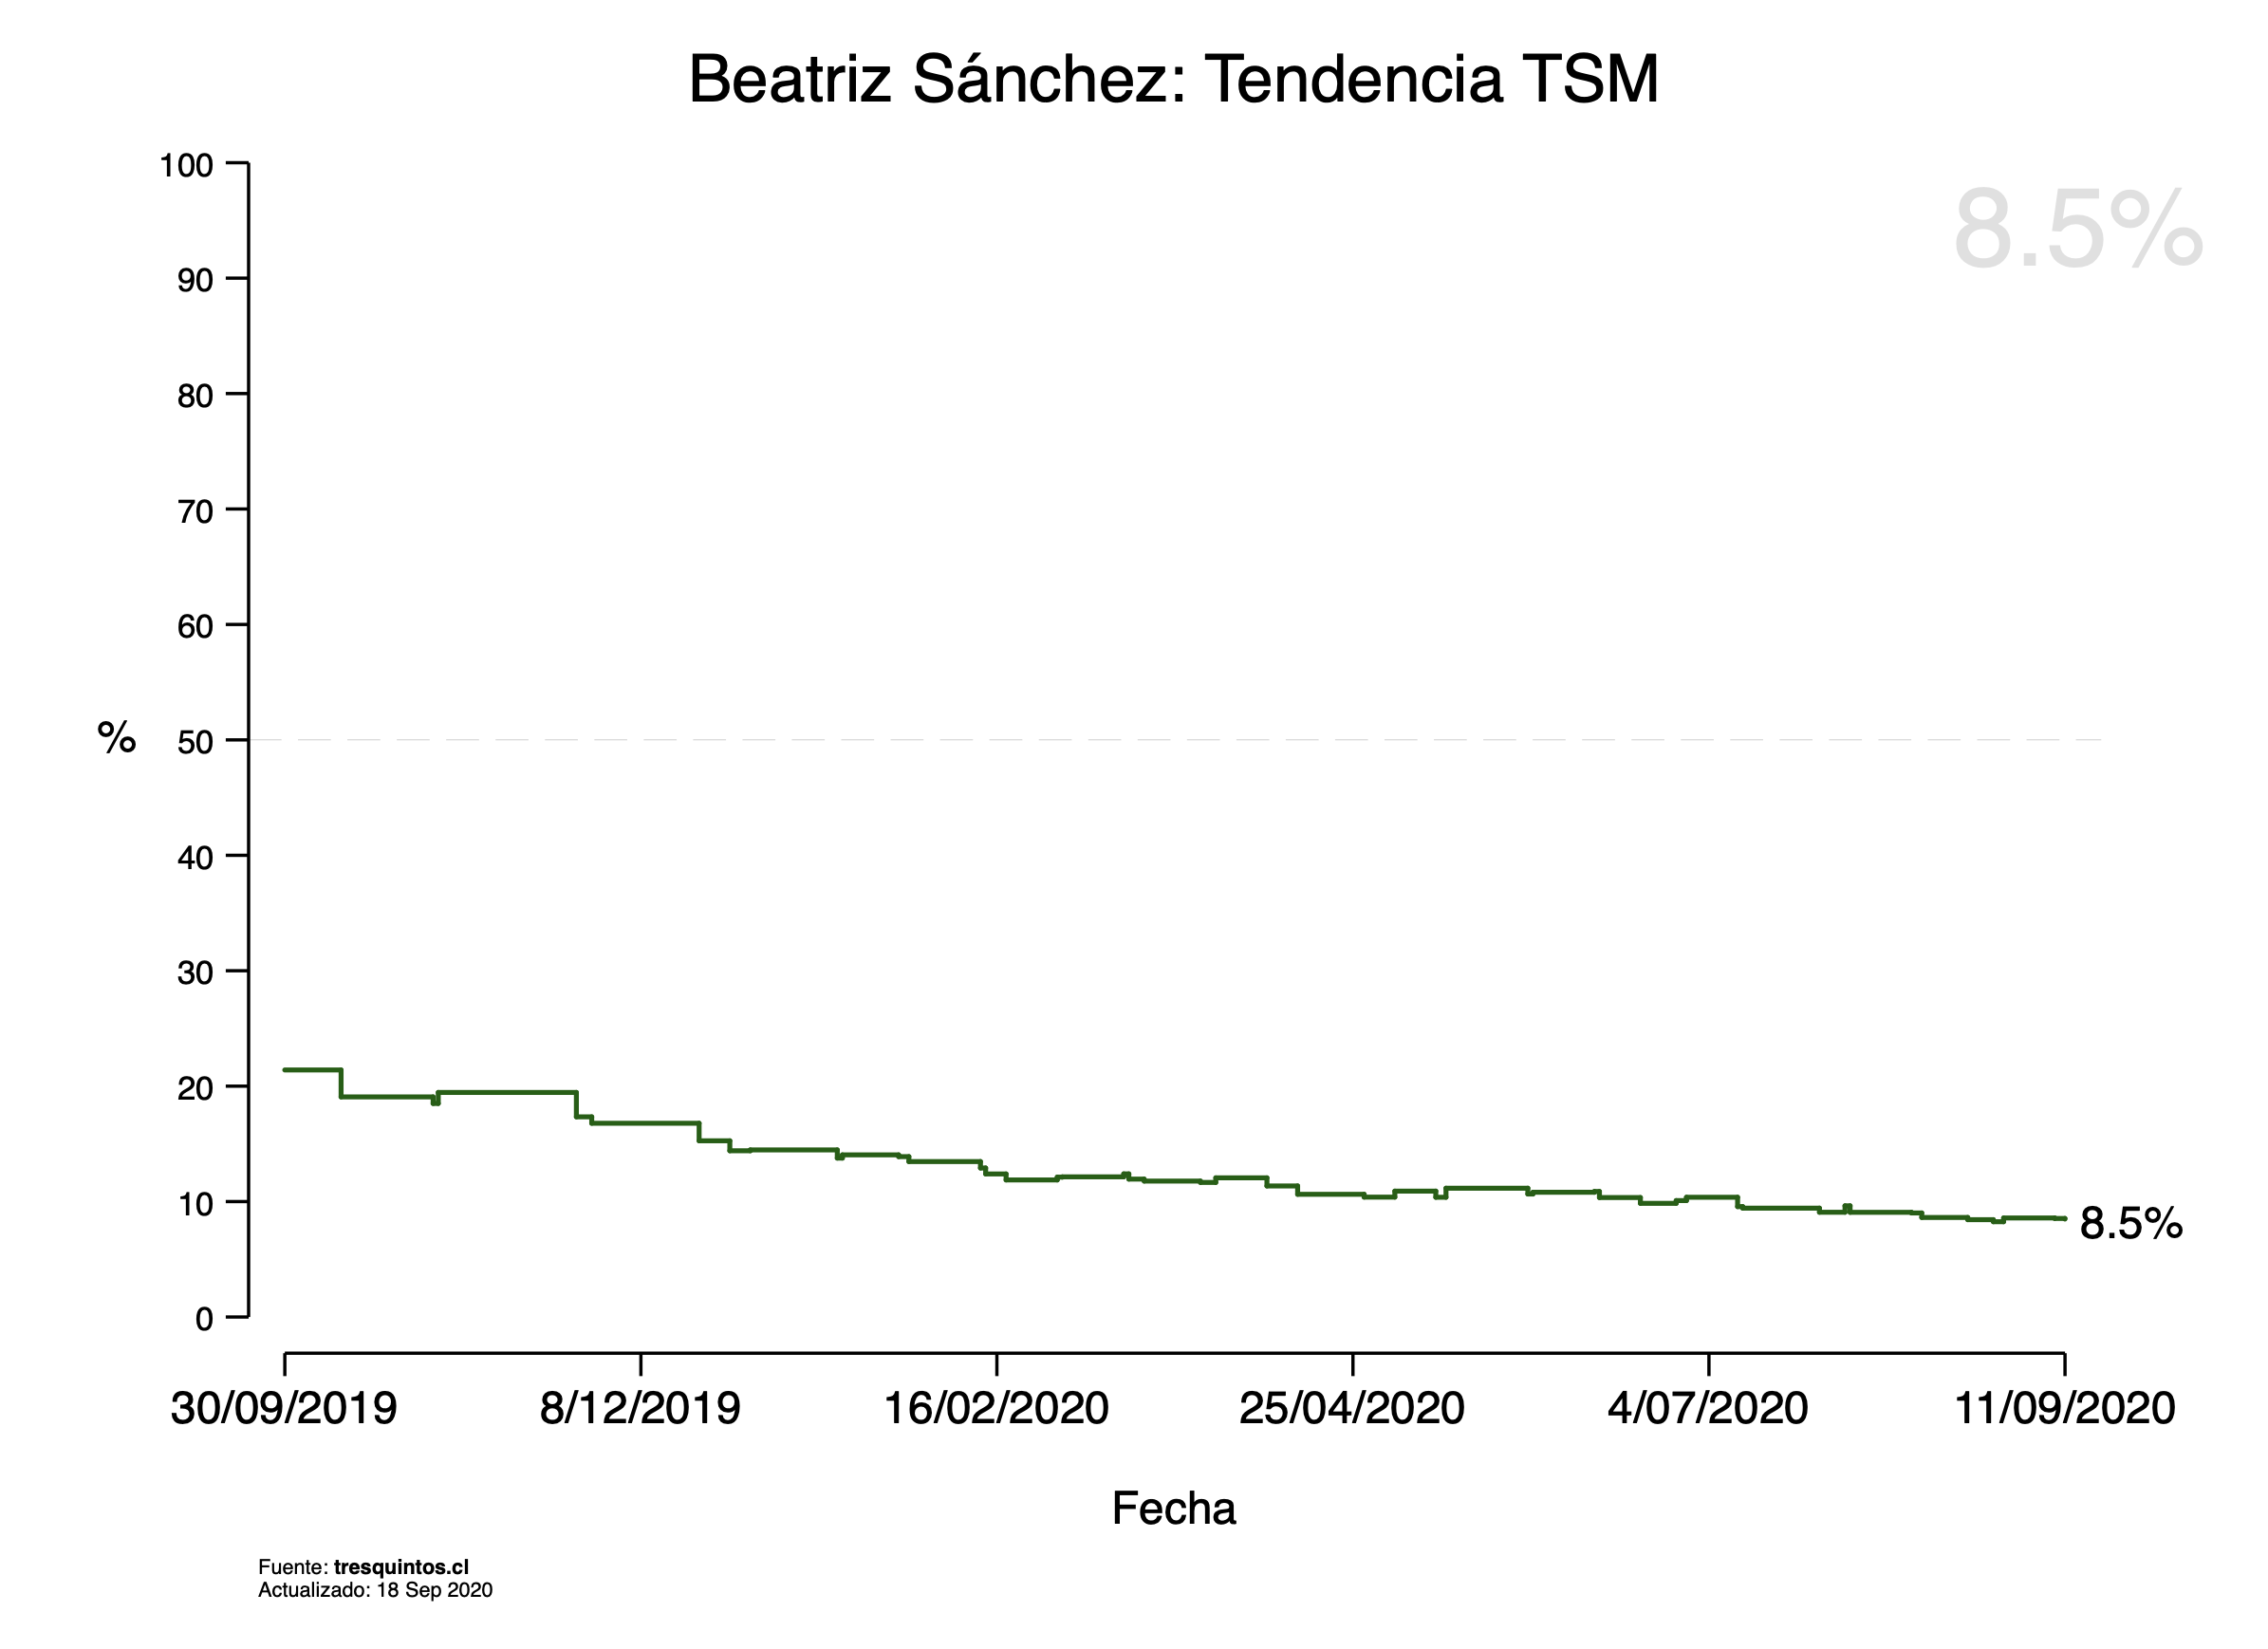 Beatriz Sánchez: Tendencia TSM
100
8.5%
90
80
70
60
% 50
40
30
20
10
8.5%
0
30/09/2019 8/12/2019 16/02/2020 25/04/2020 4/07/2020 11/09/2020
Fecha
Fuente: tresquintos.cl
Actualizado: 18 Sep 2020